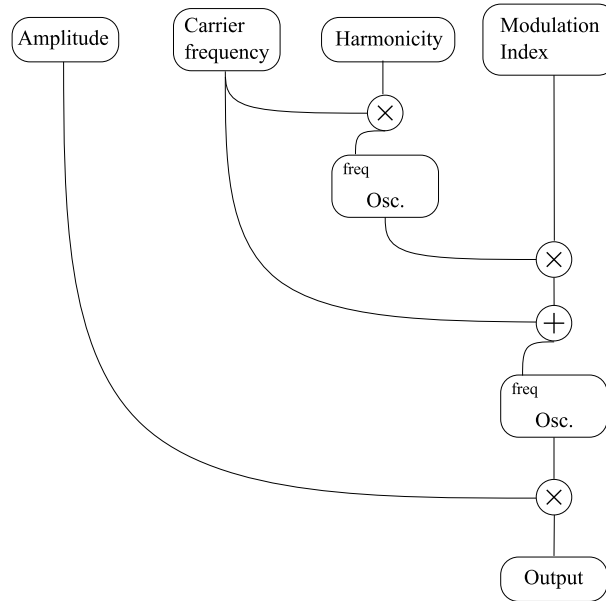 Amplitude
Carrier
frequency
Harmonicity
Modulation
Index
×
freq
Osc.
×
+
freq
Osc.
×
Output